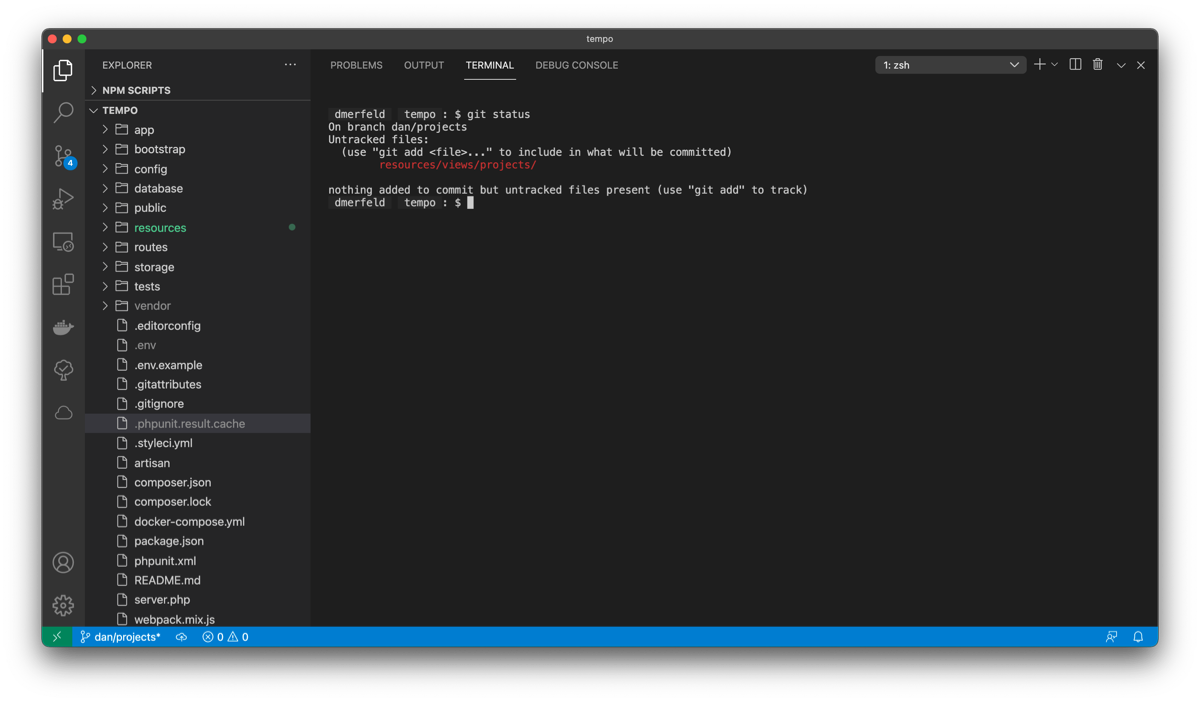 tempo
EXPLORER
PROBLEMS OUTPUT TERMINAL DEBUG CONSOLE
1: zsh
NPM SCRIPTS
TEMPO
app
bootstrap
config
database
public
resources
routes
storage
tests
vendor
.editorconfig
.env
.env.example
.gitattributes
.gitignore
.phpunit.result.cache
.styleci.yml
artisan
composer.json
composer.lock
docker-compose.yml
package.json
phpunit.xml
README.md
server.php
webpack.mix.js
4
dmerfeld tempo : $ git status
On branch dan/projects
Untracked files:
(use "git add <file>..." to include in what will be committed)
resources/views/projects/
nothing added to commit but untracked files present (use "git add" to track)
dmerfeld tempo : $
dan/projects* 0 0